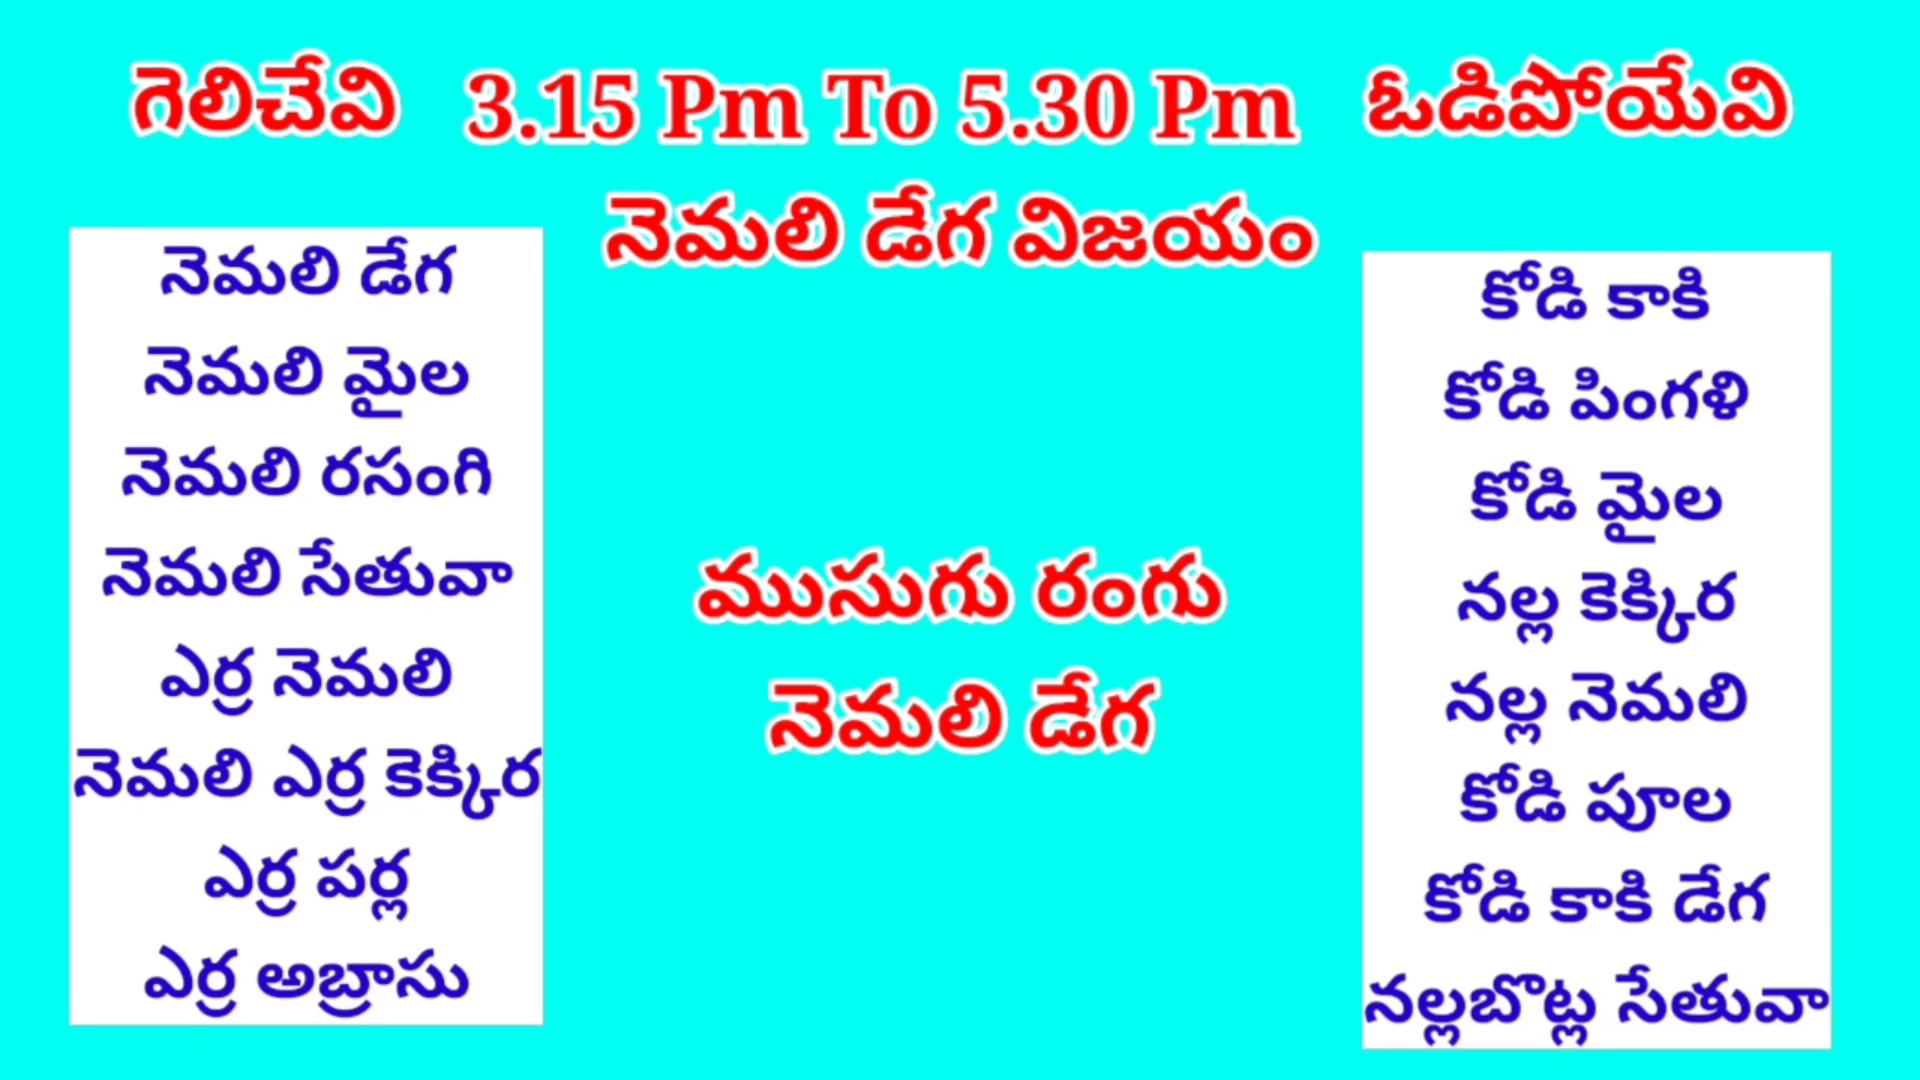 గెలిచేవి 3.15 Pm To 5.30 Pm ఓడిపోయేవి
నెమలి డేగ విజయం
నెమలి డేగ
నెమలి మైల
నెమలి రసంగి
నెమలి సేతువా
ఎర్ర నెమలి
నెమలి ఎర్ర కెక్కిర
ఎర్ర పర్ల
ఎర్ర అబ్రాసు
ముసుగు రంగు
నెమలి డేగ
కోడి కాకి
కోడి పింగళి
కోడి మైల
నల్ల కెక్కిర
నల్ల నెమలి
కోడి పూల
కోడి కాకి డేగ
నల్లబొట్ల సేతువా